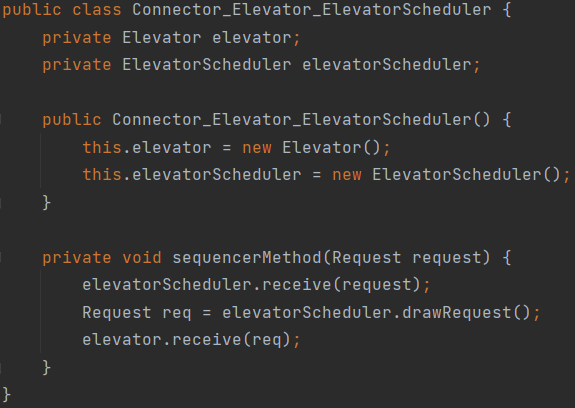 public class Connector_Elevator_ElevatorScheduler {
    private Elevator elevator;
    private ElevatorScheduler elevatorScheduler;
    public Connector_Elevator_ElevatorScheduler() {
        this.elevator = new Elevator();
        this.elevatorScheduler = new ElevatorScheduler();
    }
    private void sequencerMethod(Request request) {
        elevatorScheduler.receive(request);
        Request req = elevatorScheduler.drawRequest();
        elevator.receive(req);
    }
}